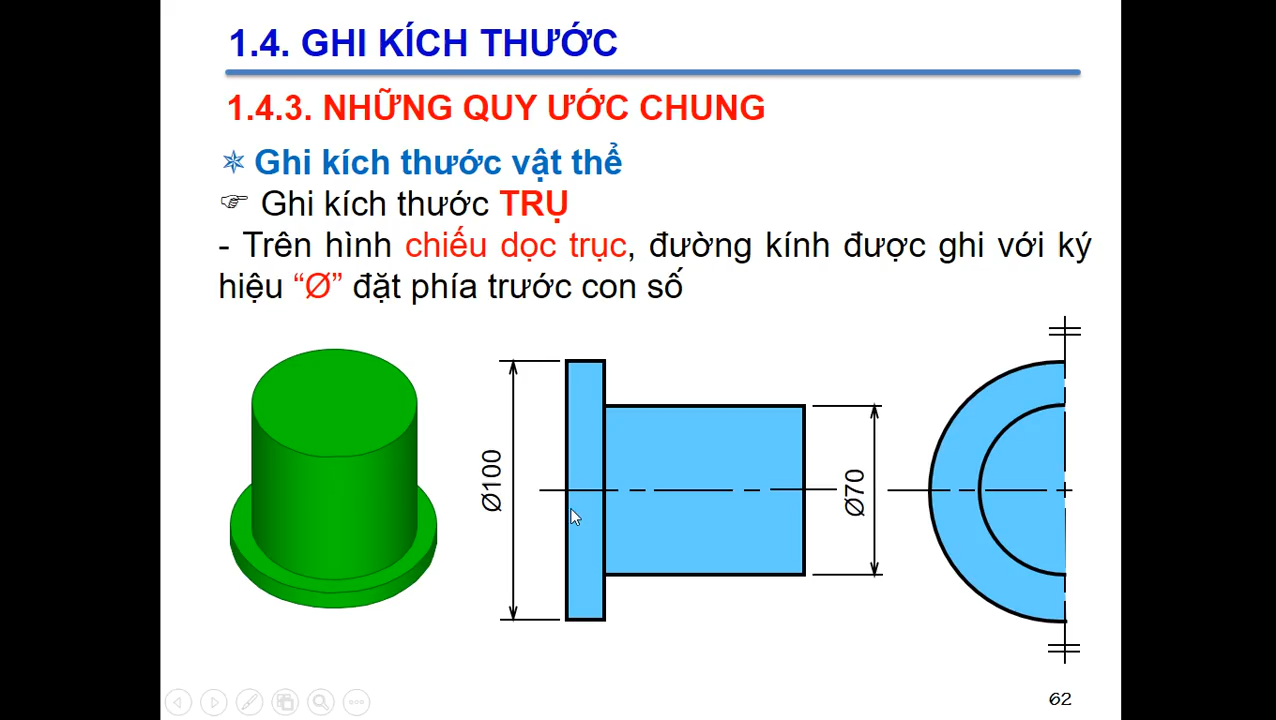 1.4. GHI KÍCH THƯỚC
1.4.3. NHỮNG QUY ƯỚC CHUNG
Ghi kích thước vật thể
Ghi kích thước TRỤ
- Trên hình chiếu dọc trục, đường kính được ghi với ký
hiệu “Ø” đặt phía trước con số
Ø100
Ø70
62